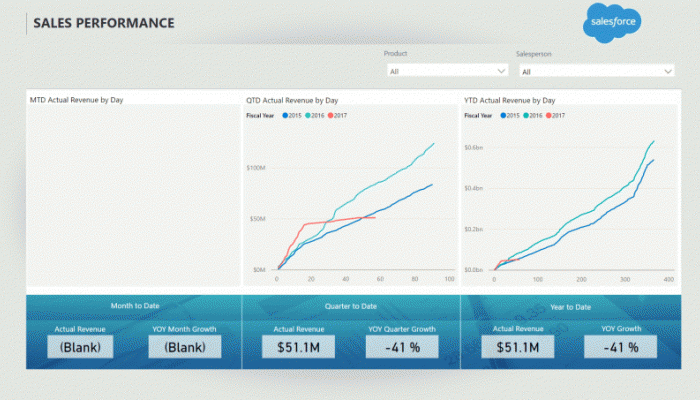 SALES PERFORMANCE
salesforce
Product
Salesperson
All
All
MTD Actual Revenue by Day
QTD Actual Revenue by Day
YTD Actual Revenue by Day
Fiscal Year 2015 2016 2017
Fiscal Year 2015 2016 2017
$100M
$50M
$0M
0 20 40 60 80 100
$0.6bn
$0.4bn
$0.2bn
$0.0bn
0 100 200 300 400
Month to Date
Quarter to Date
Year to Date
Actual Revenue
YOY Month Growth
Actual Revenue
YOY Quarter Growth
Actual Revenue
YOY Growth
(Blank)
(Blank)
$51.1M
-41 %
$51.1M
-41 %